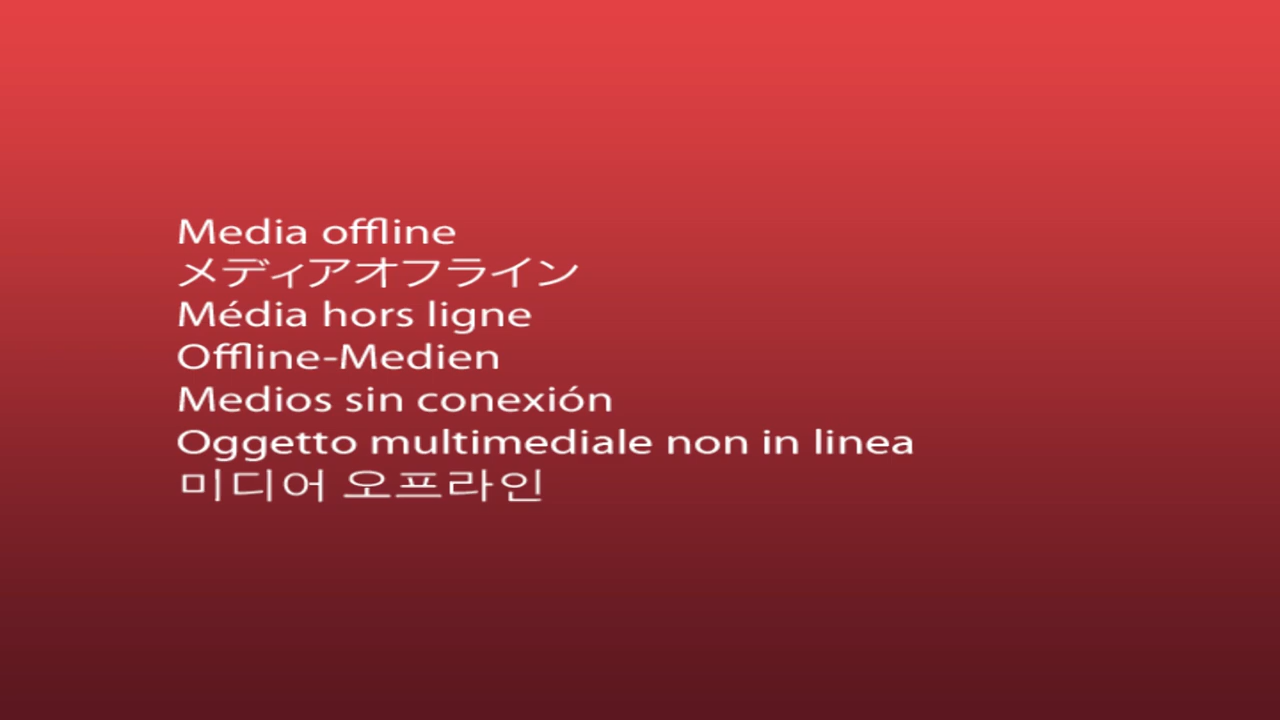 Media offline
メディアオフライン
Média hors ligne
Offline-Medien
Medios sin conexión
Oggetto multimediale non in linea
미디어 오프라인